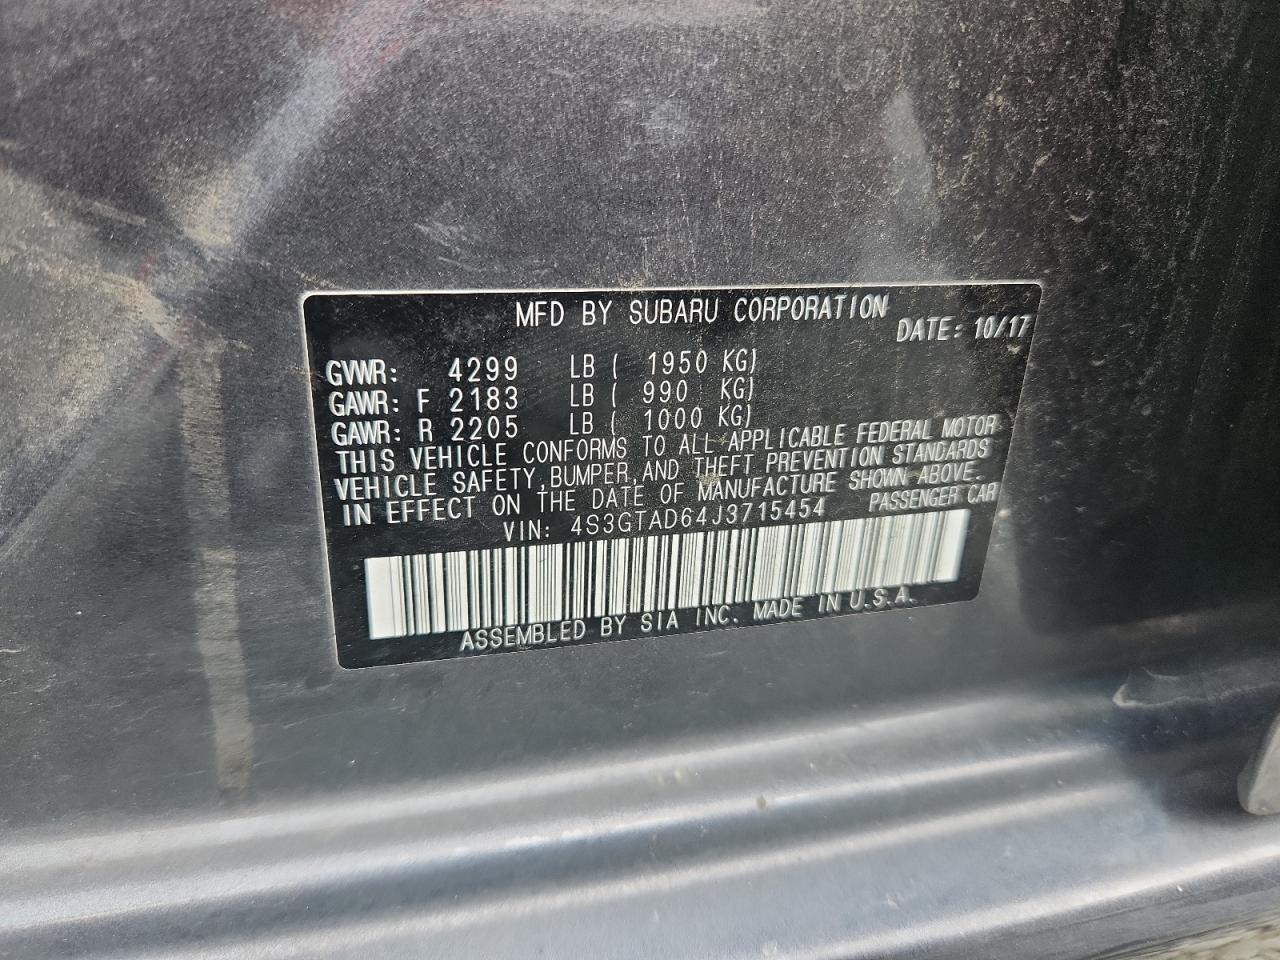 MFD BY SUBARU CORPORATION
DATE: 10/17
GVWR: 4299 LB ( 1950 KG)
GAWR: F 2183 LB ( 990 KG)
GAWR: R 2205 LB ( 1000 KG)
THIS VEHICLE CONFORMS TO ALL APPLICABLE FEDERAL MOTOR
VEHICLE SAFETY, BUMPER, AND THEFT PREVENTION STANDARDS
IN EFFECT ON THE DATE OF MANUFACTURE SHOWN ABOVE.
VIN: 4S3GTAD64J3715454 PASSENGER CAR
ASSEMBLED BY SIA INC. MADE IN U.S.A.